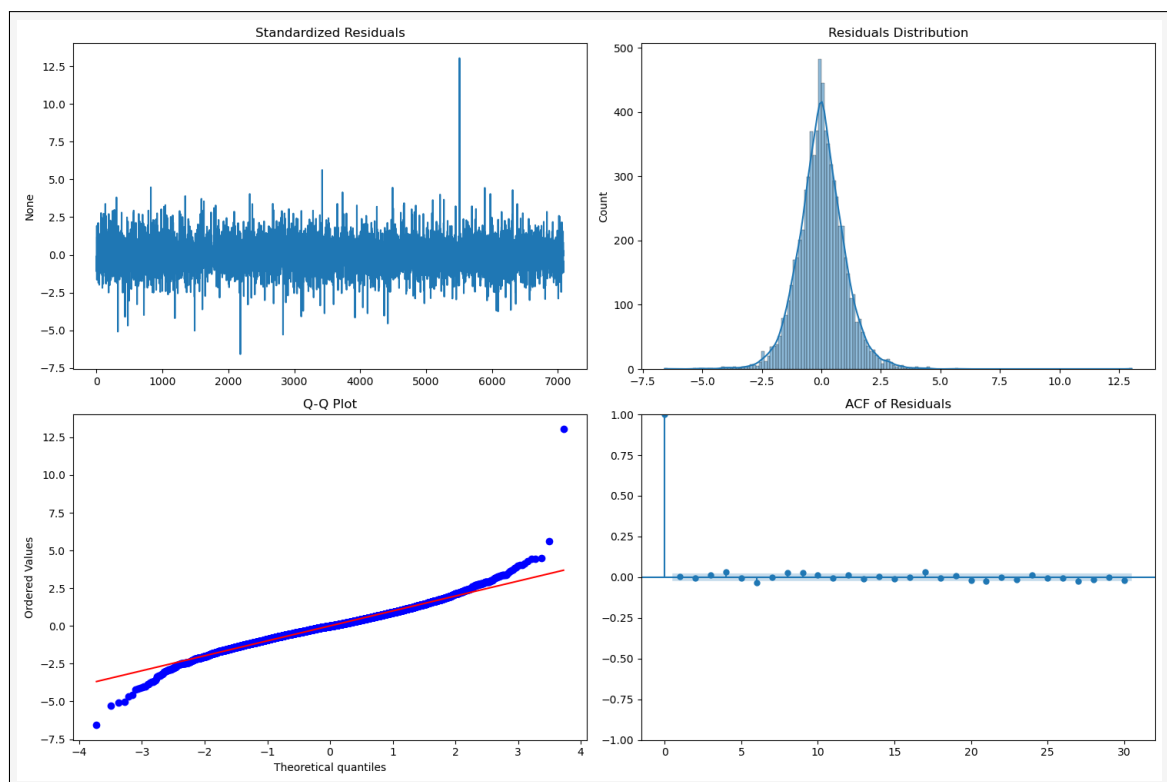 Standardized Residuals
None
12.5
10.0
7.5
5.0
2.5
0.0
−2.5
−5.0
−7.5
0 1000 2000 3000 4000 5000 6000 7000
Residuals Distribution
Count
500
400
300
200
100
0
−7.5 −5.0 −2.5 0.0 2.5 5.0 7.5 10.0 12.5
Q-Q Plot
Ordered Values
12.5
10.0
7.5
5.0
2.5
0.0
−2.5
−5.0
−7.5
−4 −3 −2 −1 0 1 2 3 4
Theoretical quantiles
ACF of Residuals
1.00
0.75
0.50
0.25
0.00
−0.25
−0.50
−0.75
−1.00
0 5 10 15 20 25 30